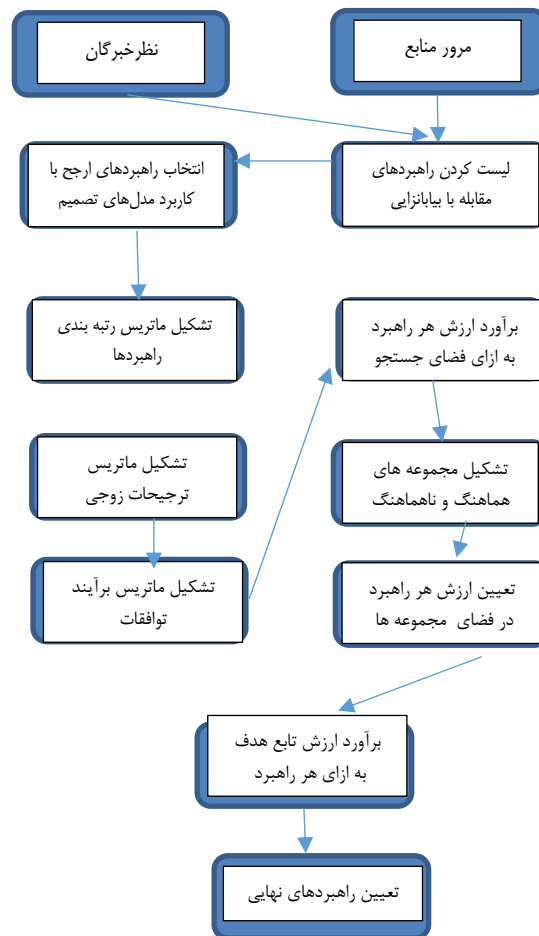 مرور منابع
نظرخبرگان
لیست کردن راهبردهای
مقابله با بیابانزایی
انتخاب راهبردهای ارجح با
کاربرد مدل‌های تصمیم
تشکیل ماتریس رتبه بندی
راهبردها
تشکیل ماتریس
ترجیحات زوجی
تشکیل ماتریس برآیند
توافقات
برآورد ارزش هر راهبرد
به ازای فضای جستجو
تشکیل مجموعه های
هماهنگ و ناهماهنگ
تعیین ارزش هر راهبرد
در فضای مجموعه ها
برآورد ارزش تابع هدف
به ازای هر راهبرد
تعیین راهبردهای نهایی